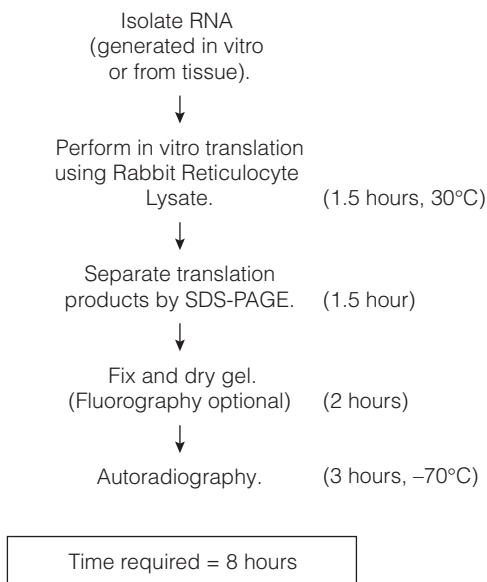 Isolate RNA
(generated in vitro
or from tissue).
Perform in vitro translation
using Rabbit Reticulocyte
Lysate. (1.5 hours, 30°C)
Separate translation
products by SDS-PAGE. (1.5 hour)
Fix and dry gel.
(Fluorography optional) (2 hours)
Autoradiography. (3 hours, –70°C)
Time required = 8 hours